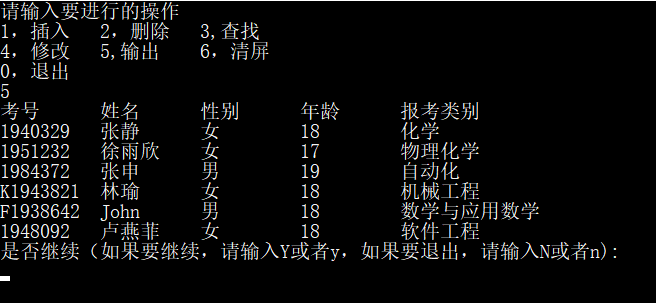 请输入要进行的操作
1, 插入 2, 删除 3,查找
4, 修改 5,输出 6, 清屏
0, 退出
5
考号 姓名 性别 年龄 报考类别
1940329 张静 女 18 化学
1951232 徐雨欣 女 17 物理化学
1984372 张申 男 19 自动化
K1943821 林瑜 女 18 机械工程
F1938642 John 男 18 数学与应用数学
1948092 卢燕菲 女 18 软件工程
是否继续（如果要继续，请输入Y或者y，如果要退出，请输入N或者n）: